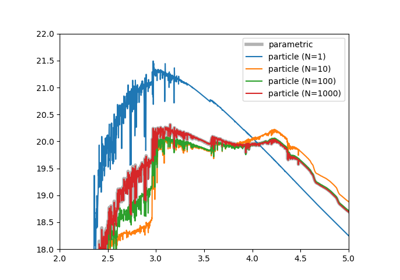 22.0
21.5
21.0
20.5
20.0
19.5
19.0
18.5
18.0
2.0 2.5 3.0 3.5 4.0 4.5 5.0
parametric
particle (N=1)
particle (N=10)
particle (N=100)
particle (N=1000)